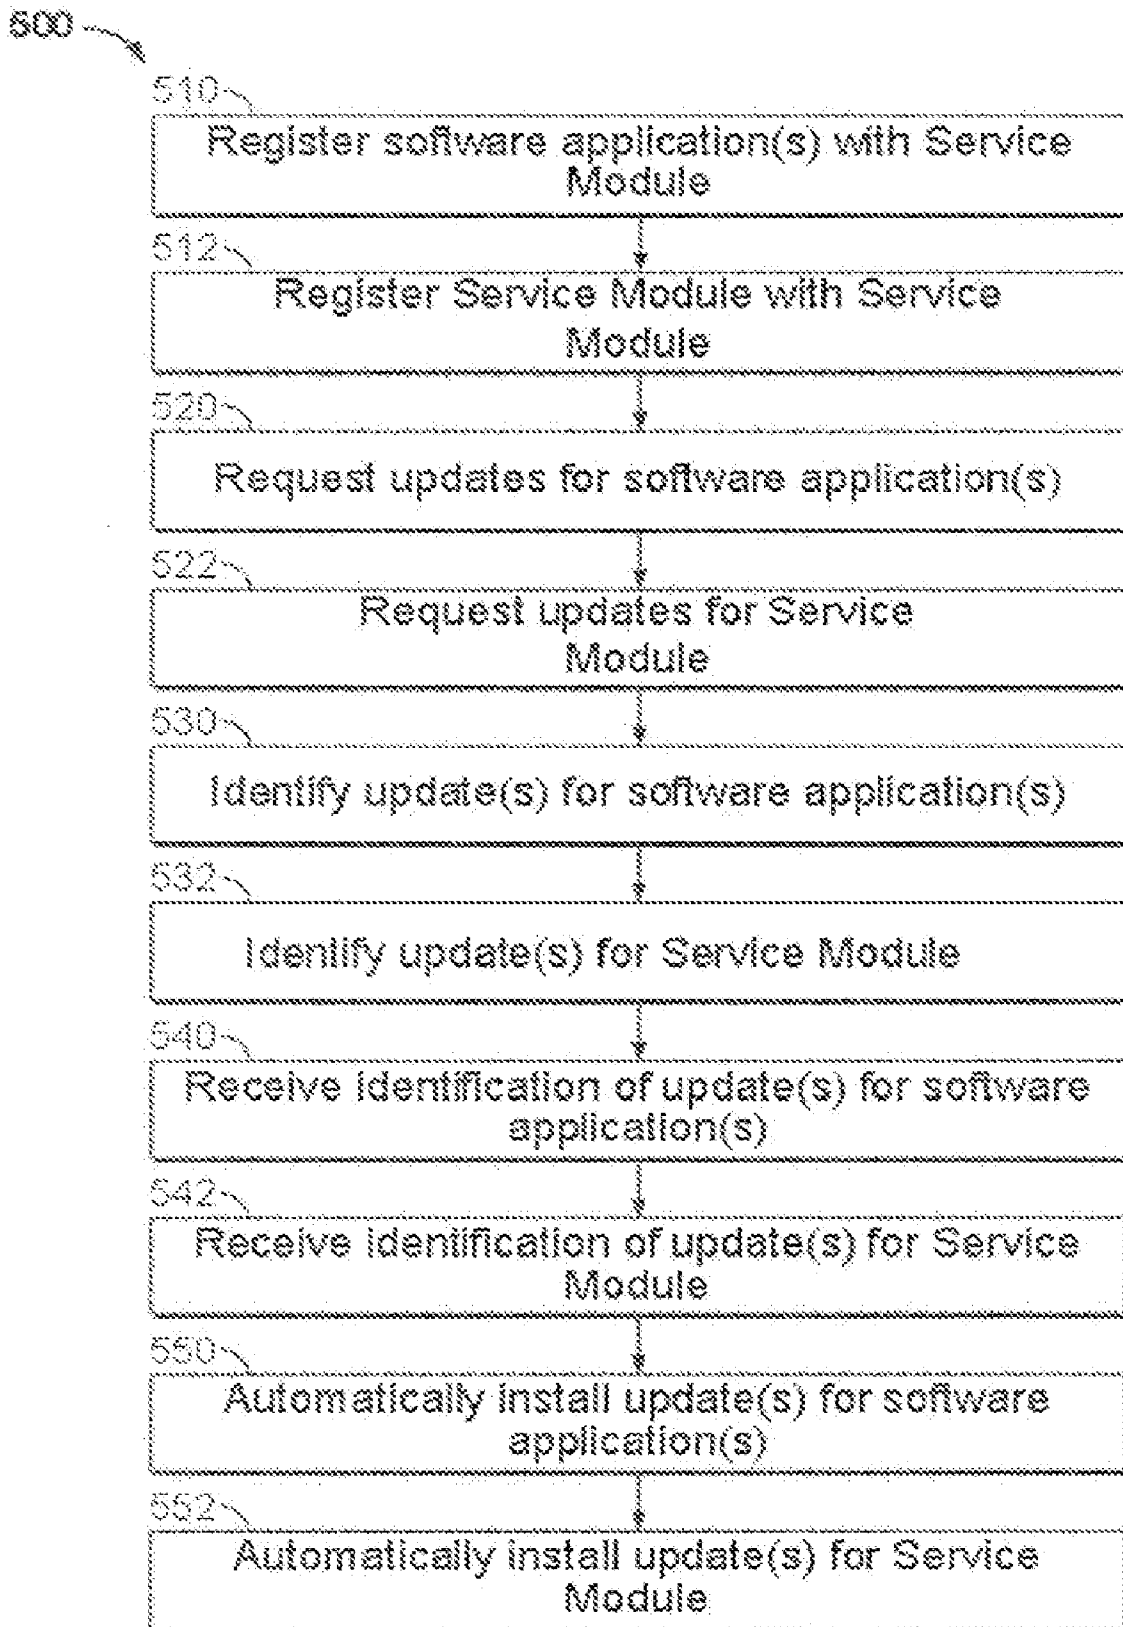 500
510
Register software application(s) with Service
Module
512
Register Service Module with Service
Module
520
Request updates for software application(s)
522
Request updates for Service
Module
530
Identify update(s) for software application(s)
532
Identify update(s) for Service Module
540
Receive identification of update(s) for software
application(s)
542
Receive identification of update(s) for Service
Module
550
Automatically install update(s) for software
application(s)
552
Automatically install update(s) for Service
Module